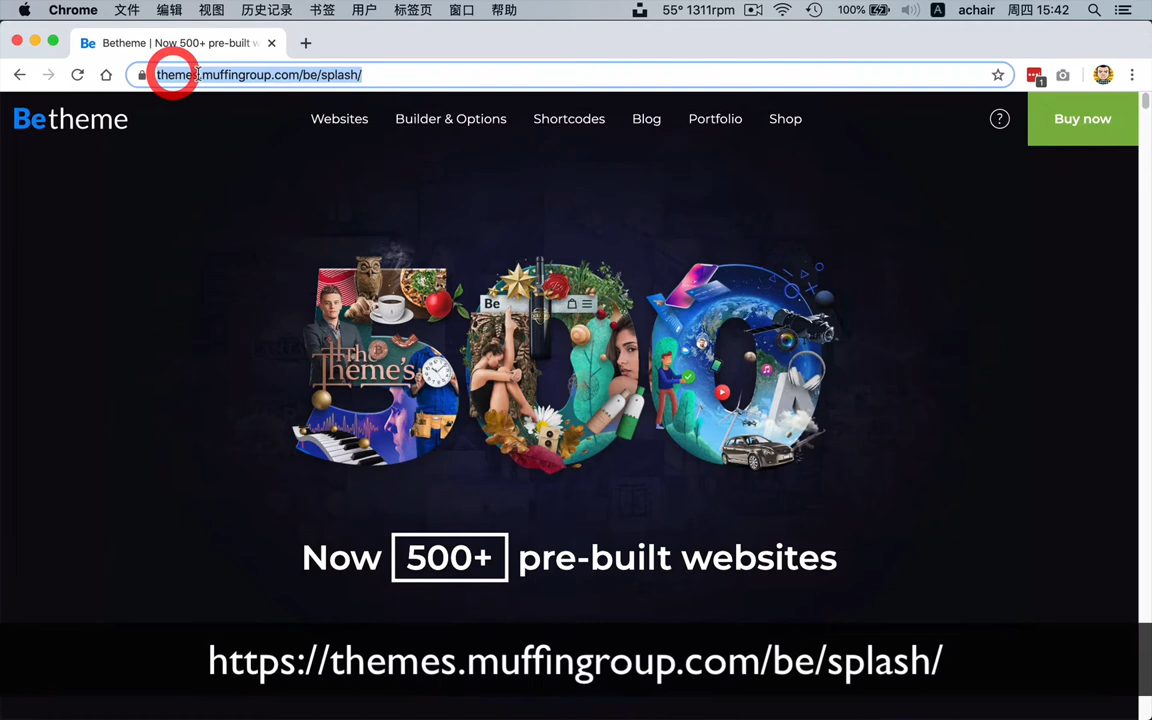 Chrome 文件 编辑 视图 历史记录 书签 用户 标签页 窗口 帮助 55° 1311rpm 100% A achair 周四 15:42
Be Betheme | Now 500+ pre-built w
themes.muffingroup.com/be/splash/ 1
Betheme Websites Builder & Options Shortcodes Blog Portfolio Shop ? Buy now
Be
The
Theme's
Now 500+ pre-built websites
https://themes.muffingroup.com/be/splash/